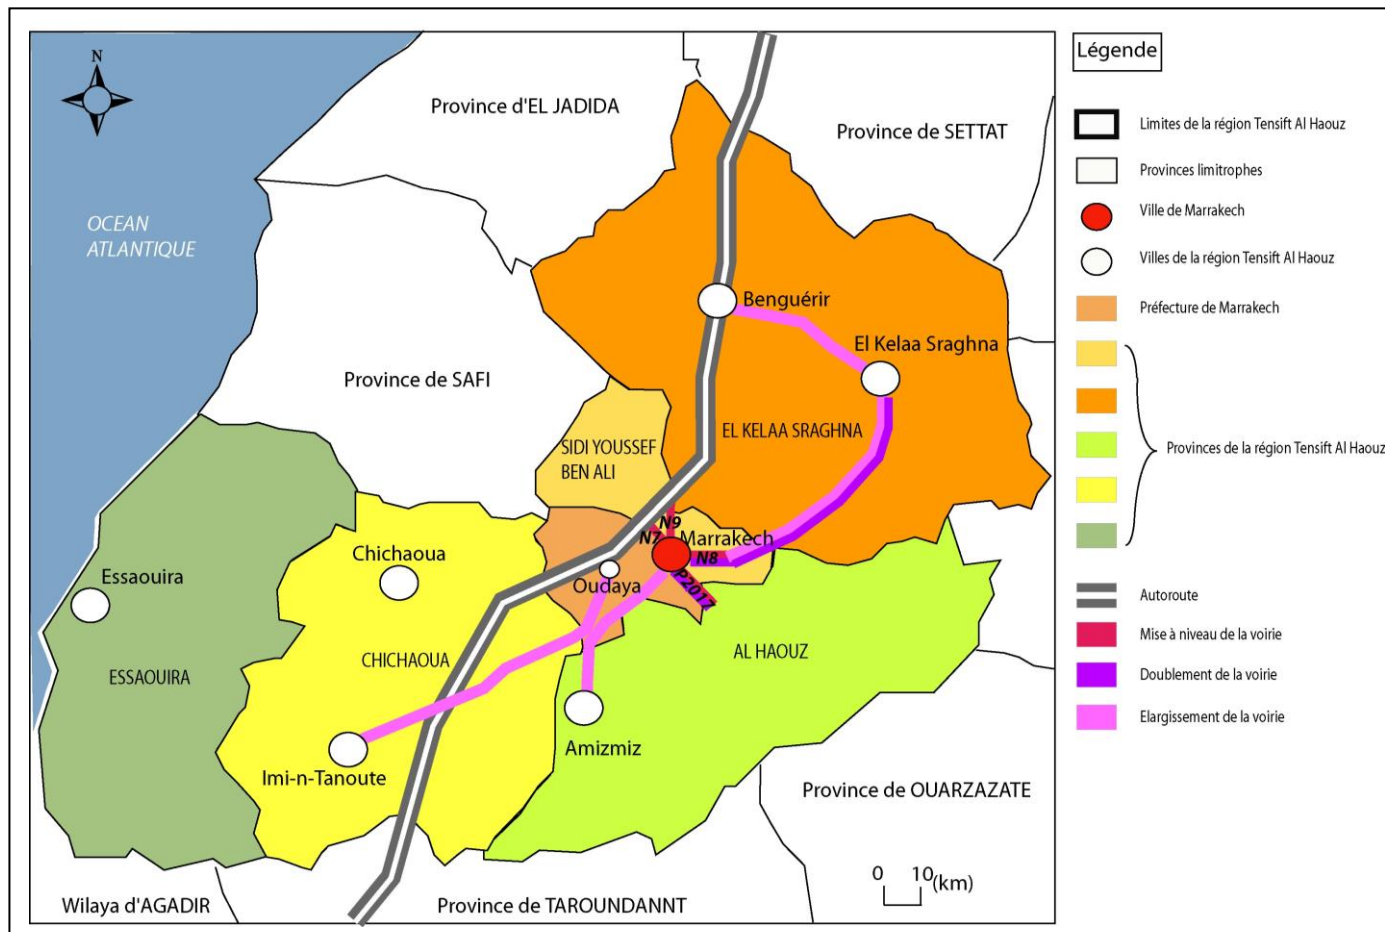 N
Province d'EL JADIDA
Province de SETTAT
OCEAN
ATLANTIQUE
Benguérir
El Kelaa Sraghna
Province de SAFI
SIDI YOUSSEF
BEN ALI
EL KELAA SRAGHNA
N9
N7
Marrakech
N8
Chichaoua
Oudaya
P2017
Essaouira
CHICHAOUA
AL HAOUZ
ESSAOUIRA
Amizmiz
Imi-n-Tanoute
Province de OUARZAZATE
0 10(km)
Wilaya d'AGADIR
Province de TAROUNDANNT
Légende
Limites de la région Tensift Al Haouz
Provinces limitrophes
Ville de Marrakech
Villes de la région Tensift Al Haouz
Préfecture de Marrakech
Provinces de la région Tensift Al Haouz
Autoroute
Mise à niveau de la voirie
Doublement de la voirie
Elargissement de la voirie